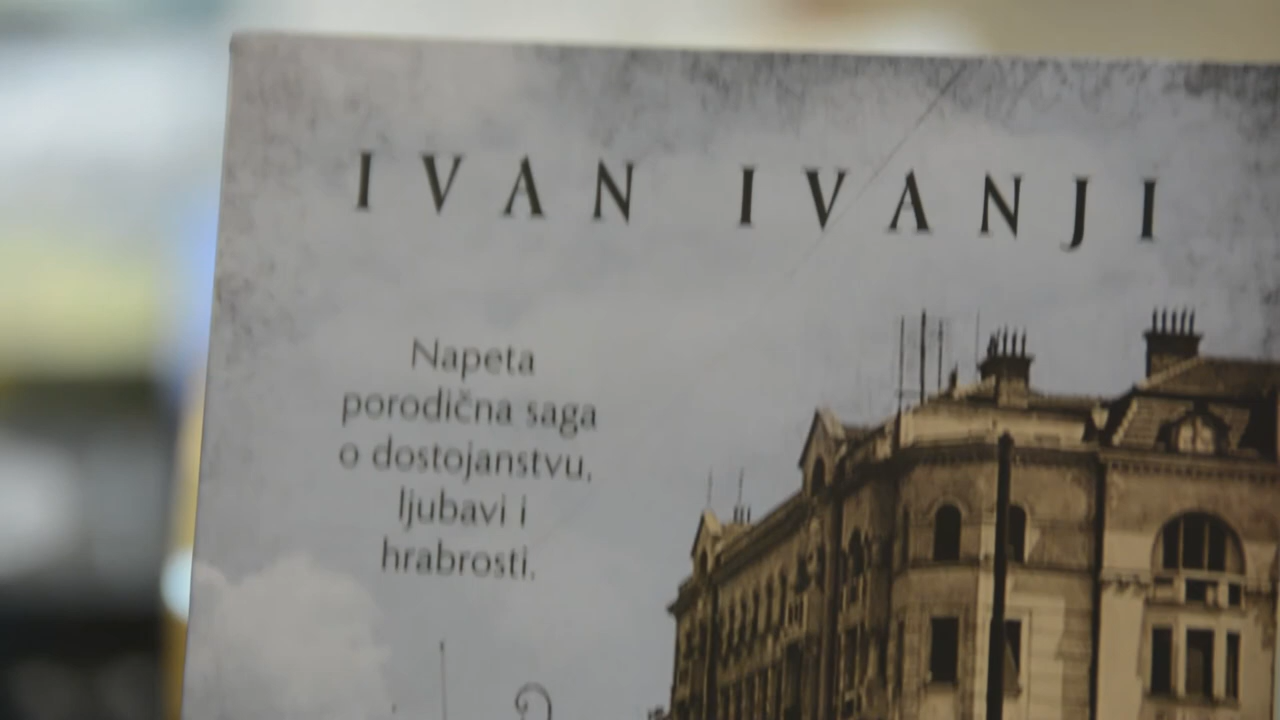 IVAN IVANJI
Napeta
porodična saga
o dostojanstvu,
ljubavi i
hrabrosti.